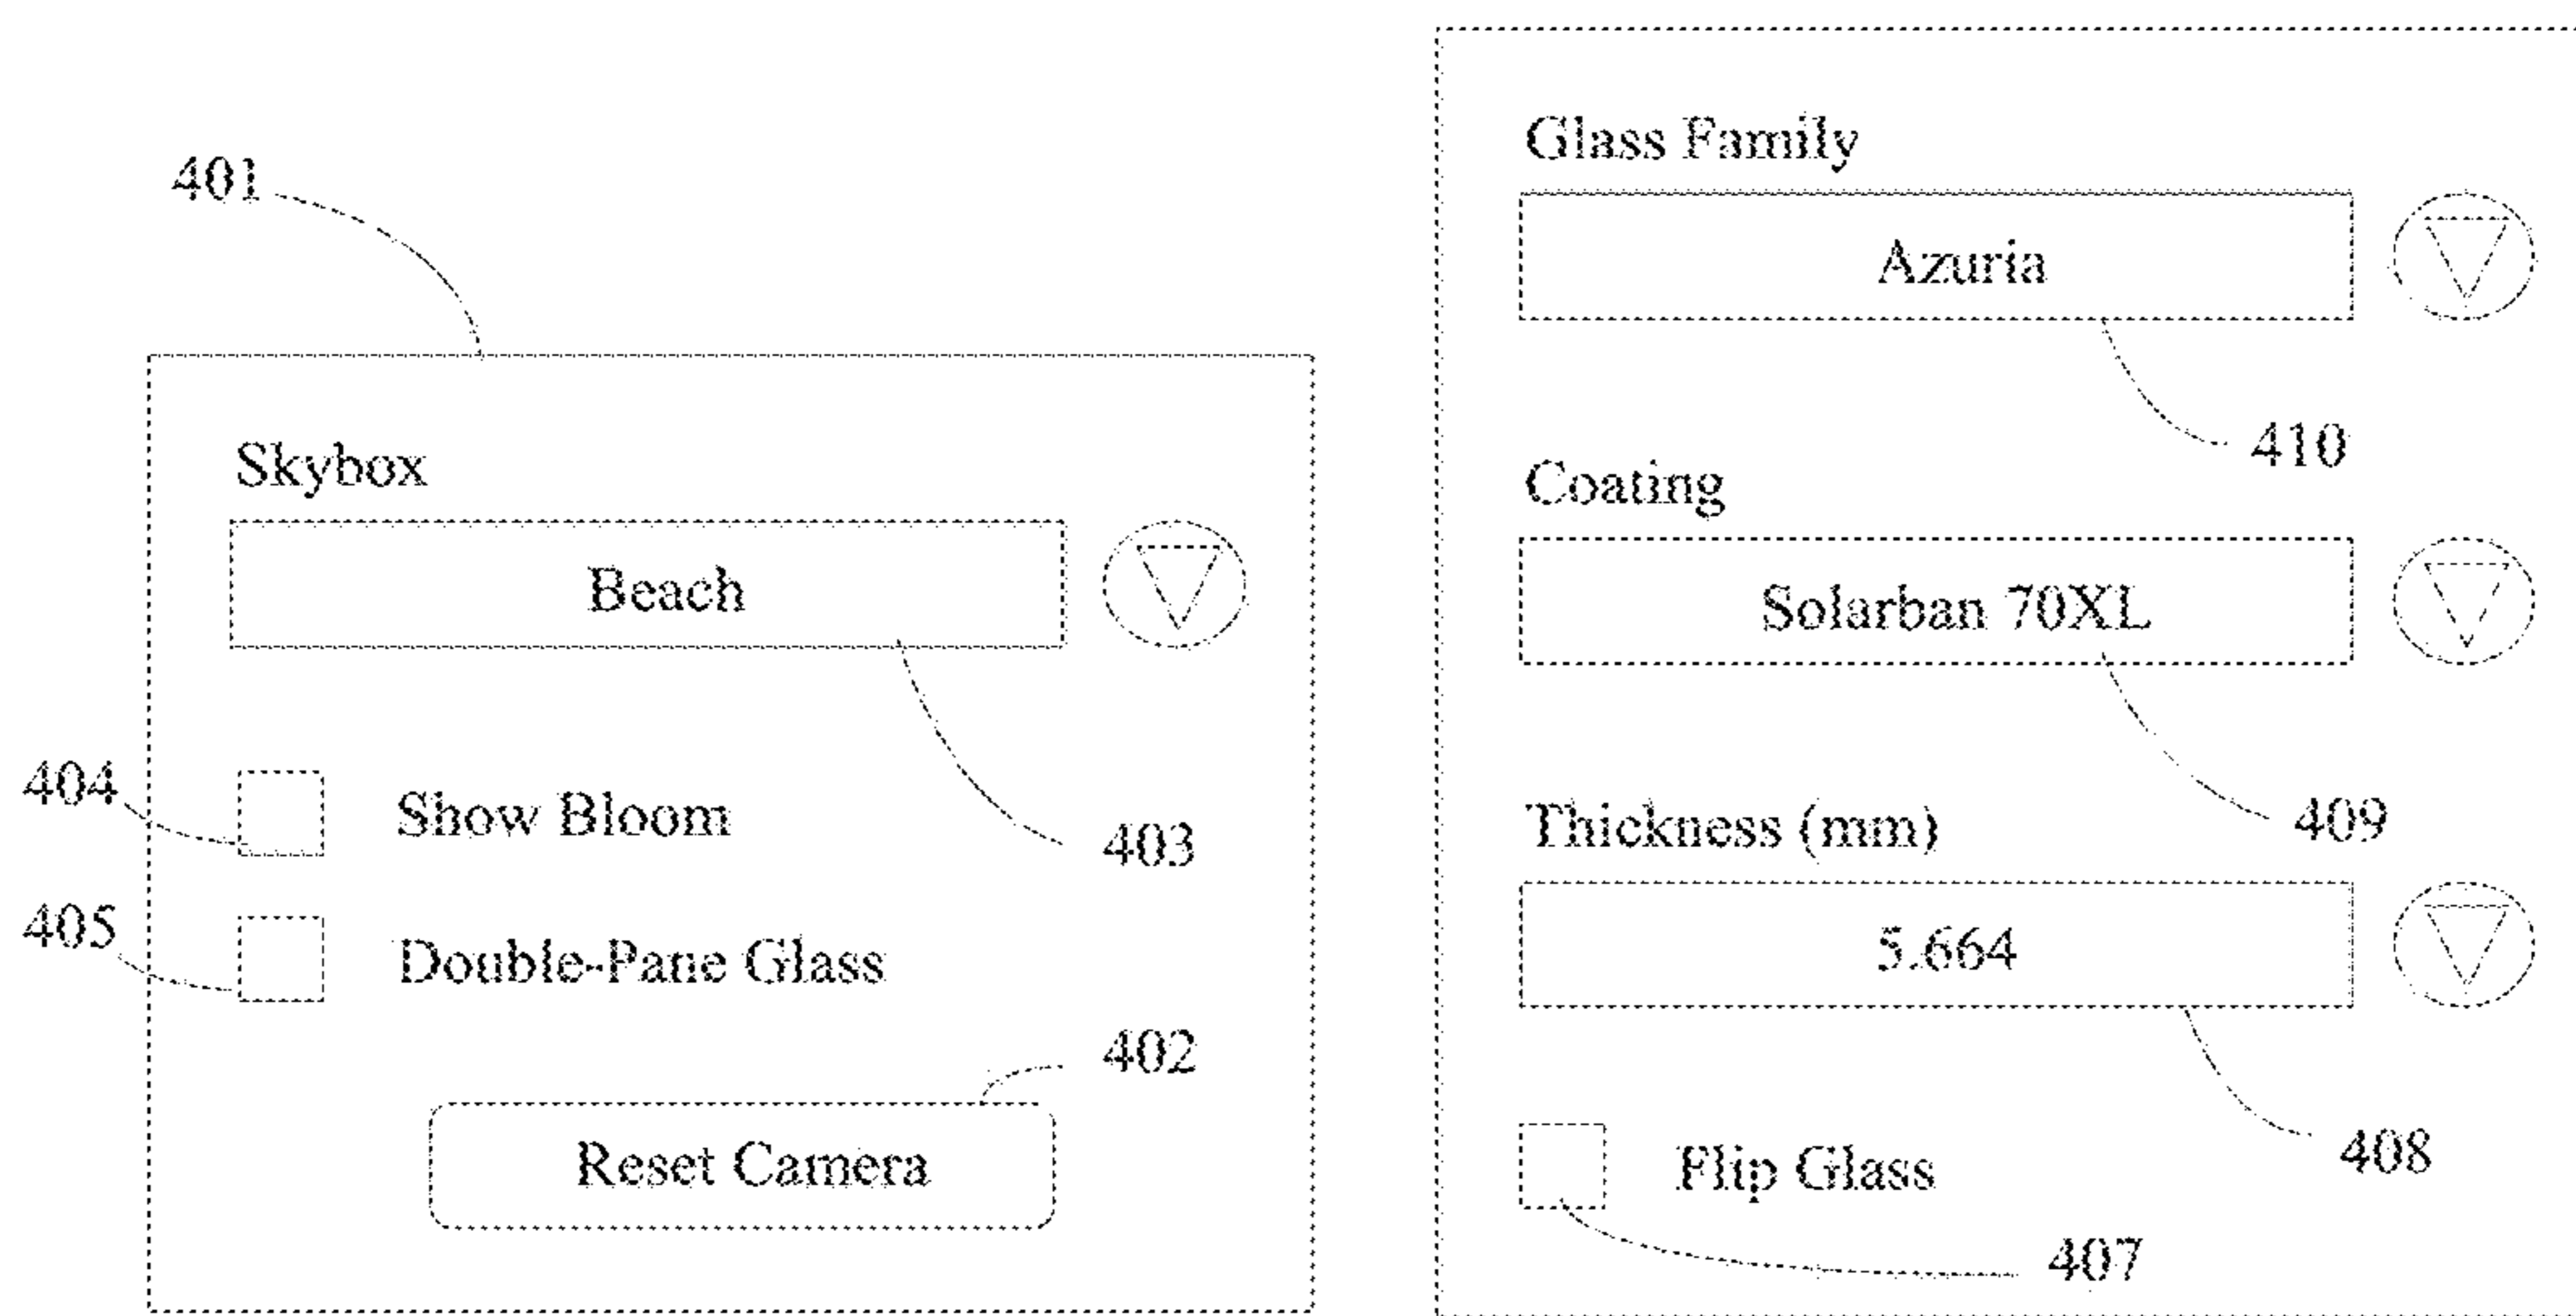 401
Skybox
Beach
403
404
Show Bloom
405
Double-Pane Glass
402
Reset Camera
Glass Family
Azuria
410
Coating
Solarban 70XL
409
Thickness (mm)
5.664
408
Flip Glass
407